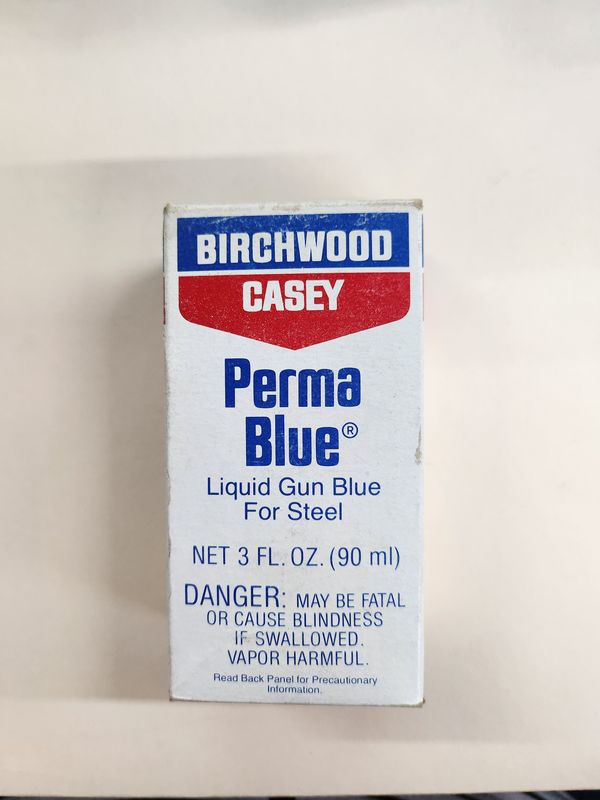 BIRCHWOOD
CASEY
Perma
Blue®
Liquid Gun Blue
For Steel
NET 3 FL. OZ. (90 ml)
DANGER: MAY BE FATAL
OR CAUSE BLINDNESS
IF SWALLOWED.
VAPOR HARMFUL.
Read Back Panel for Precautionary
Information.